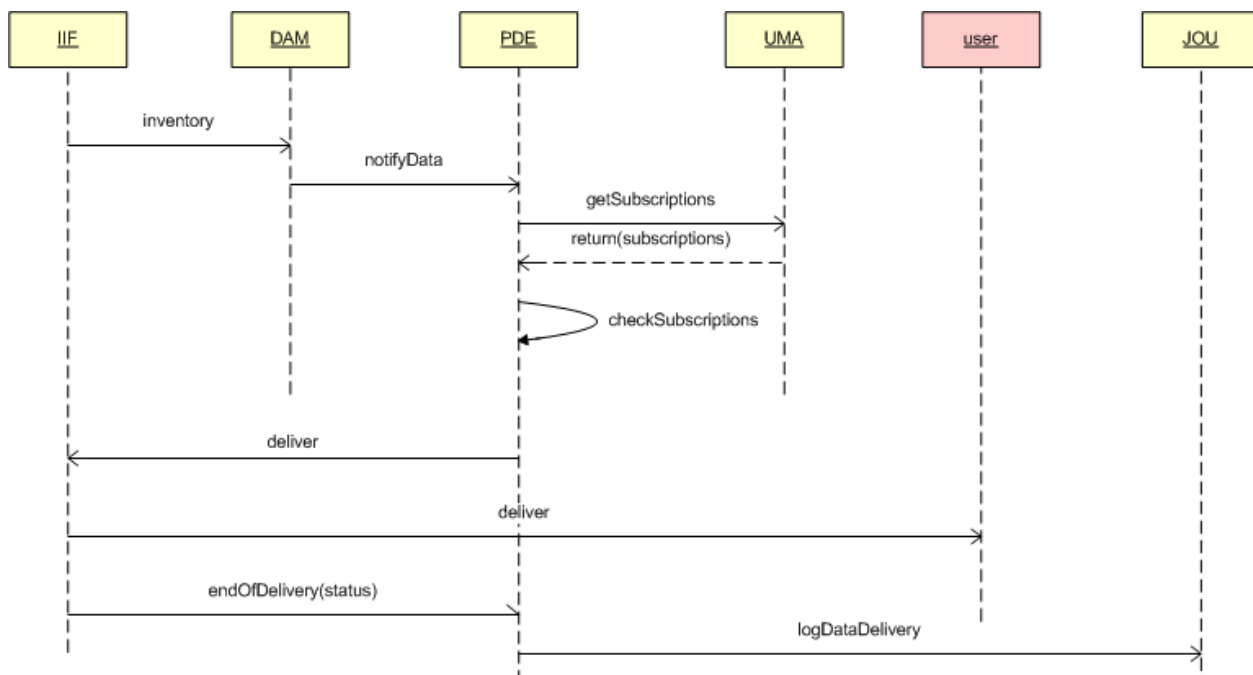 IIF
DAM
PDE
UMA
user
JOU
inventory
notifyData
getSubscriptions
return(subscriptions)
checkSubscriptions
deliver
deliver
endOfDelivery(status)
logDataDelivery